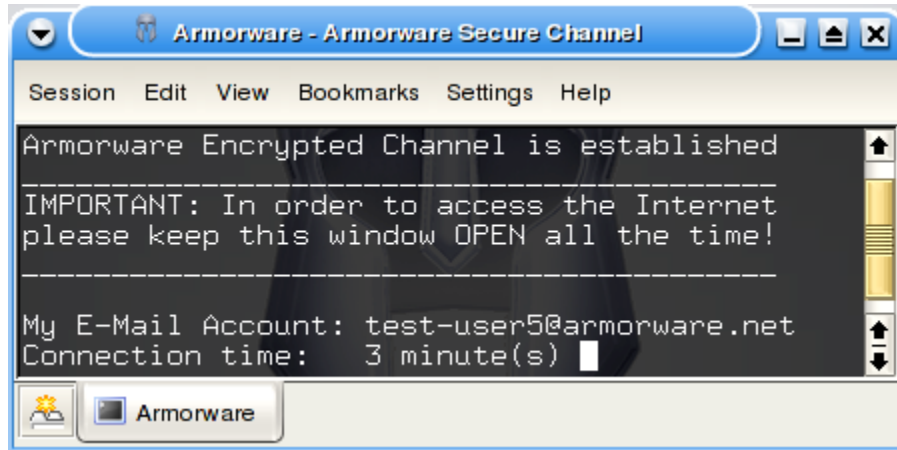 Armorware - Armorware Secure Channel
Session Edit View Bookmarks Settings Help
Armorware Encrypted Channel is established
__________________________________________
IMPORTANT: In order to access the Internet
please keep this window OPEN all the time!
__________________________________________
My E-Mail Account: test-user5@armorware.net
Connection time:   3 minute(s)
Armorware